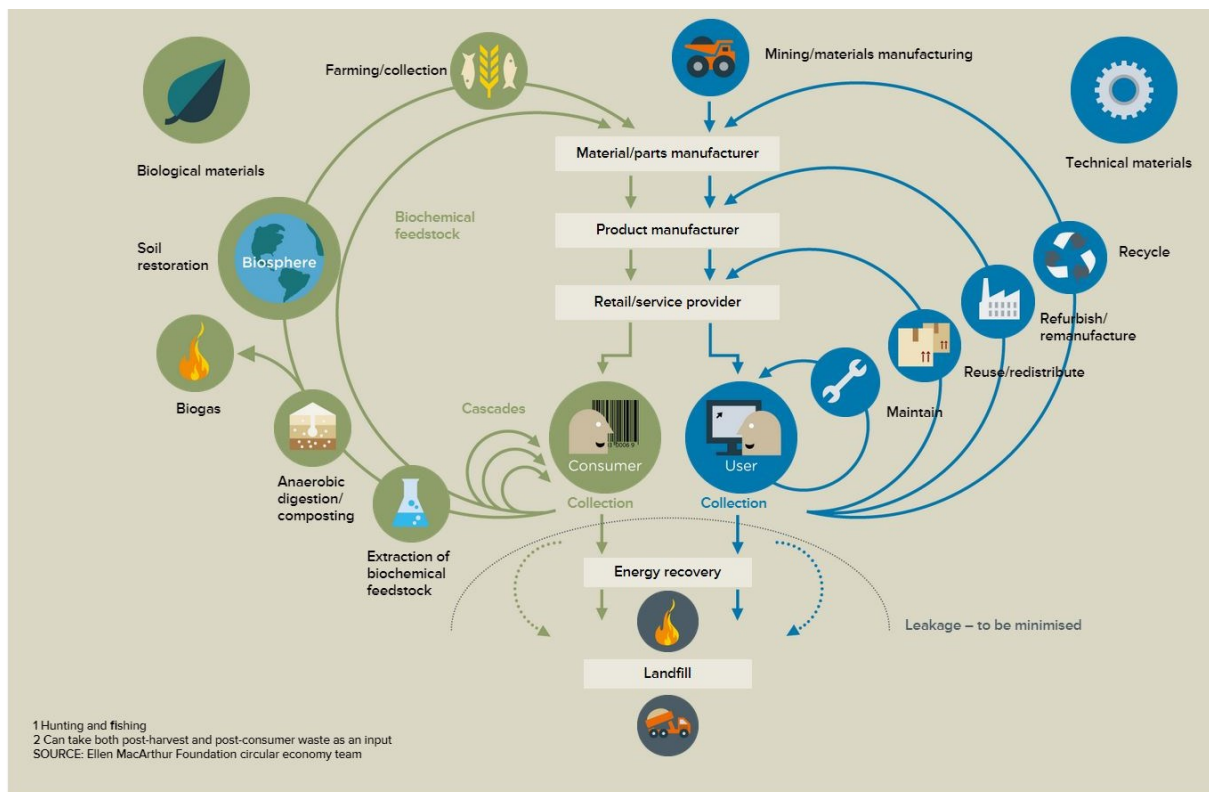 Farming/collection
Mining/materials manufacturing
Biological materials
Technical materials
Material/parts manufacturer
Biochemical
feedstock
Product manufacturer
Soil
restoration
Biosphere
Recycle
Retail/service provider
Refurbish/
remanufacture
Reuse/redistribute
Biogas
Cascades
Maintain
Consumer
User
Anaerobic
digestion/
composting
Collection
Collection
Extraction of
biochemical
feedstock
Energy recovery
Leakage – to be minimised
Landfill
1 Hunting and fishing
2 Can take both post-harvest and post-consumer waste as an input
SOURCE: Ellen MacArthur Foundation circular economy team